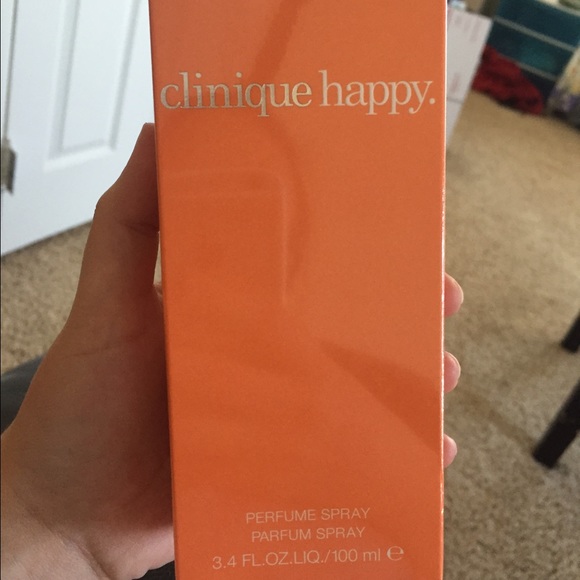 clinique happy.
PERFUME SPRAY
PARFUM SPRAY
3.4 FL.OZ.LIQ./100 ml ℮